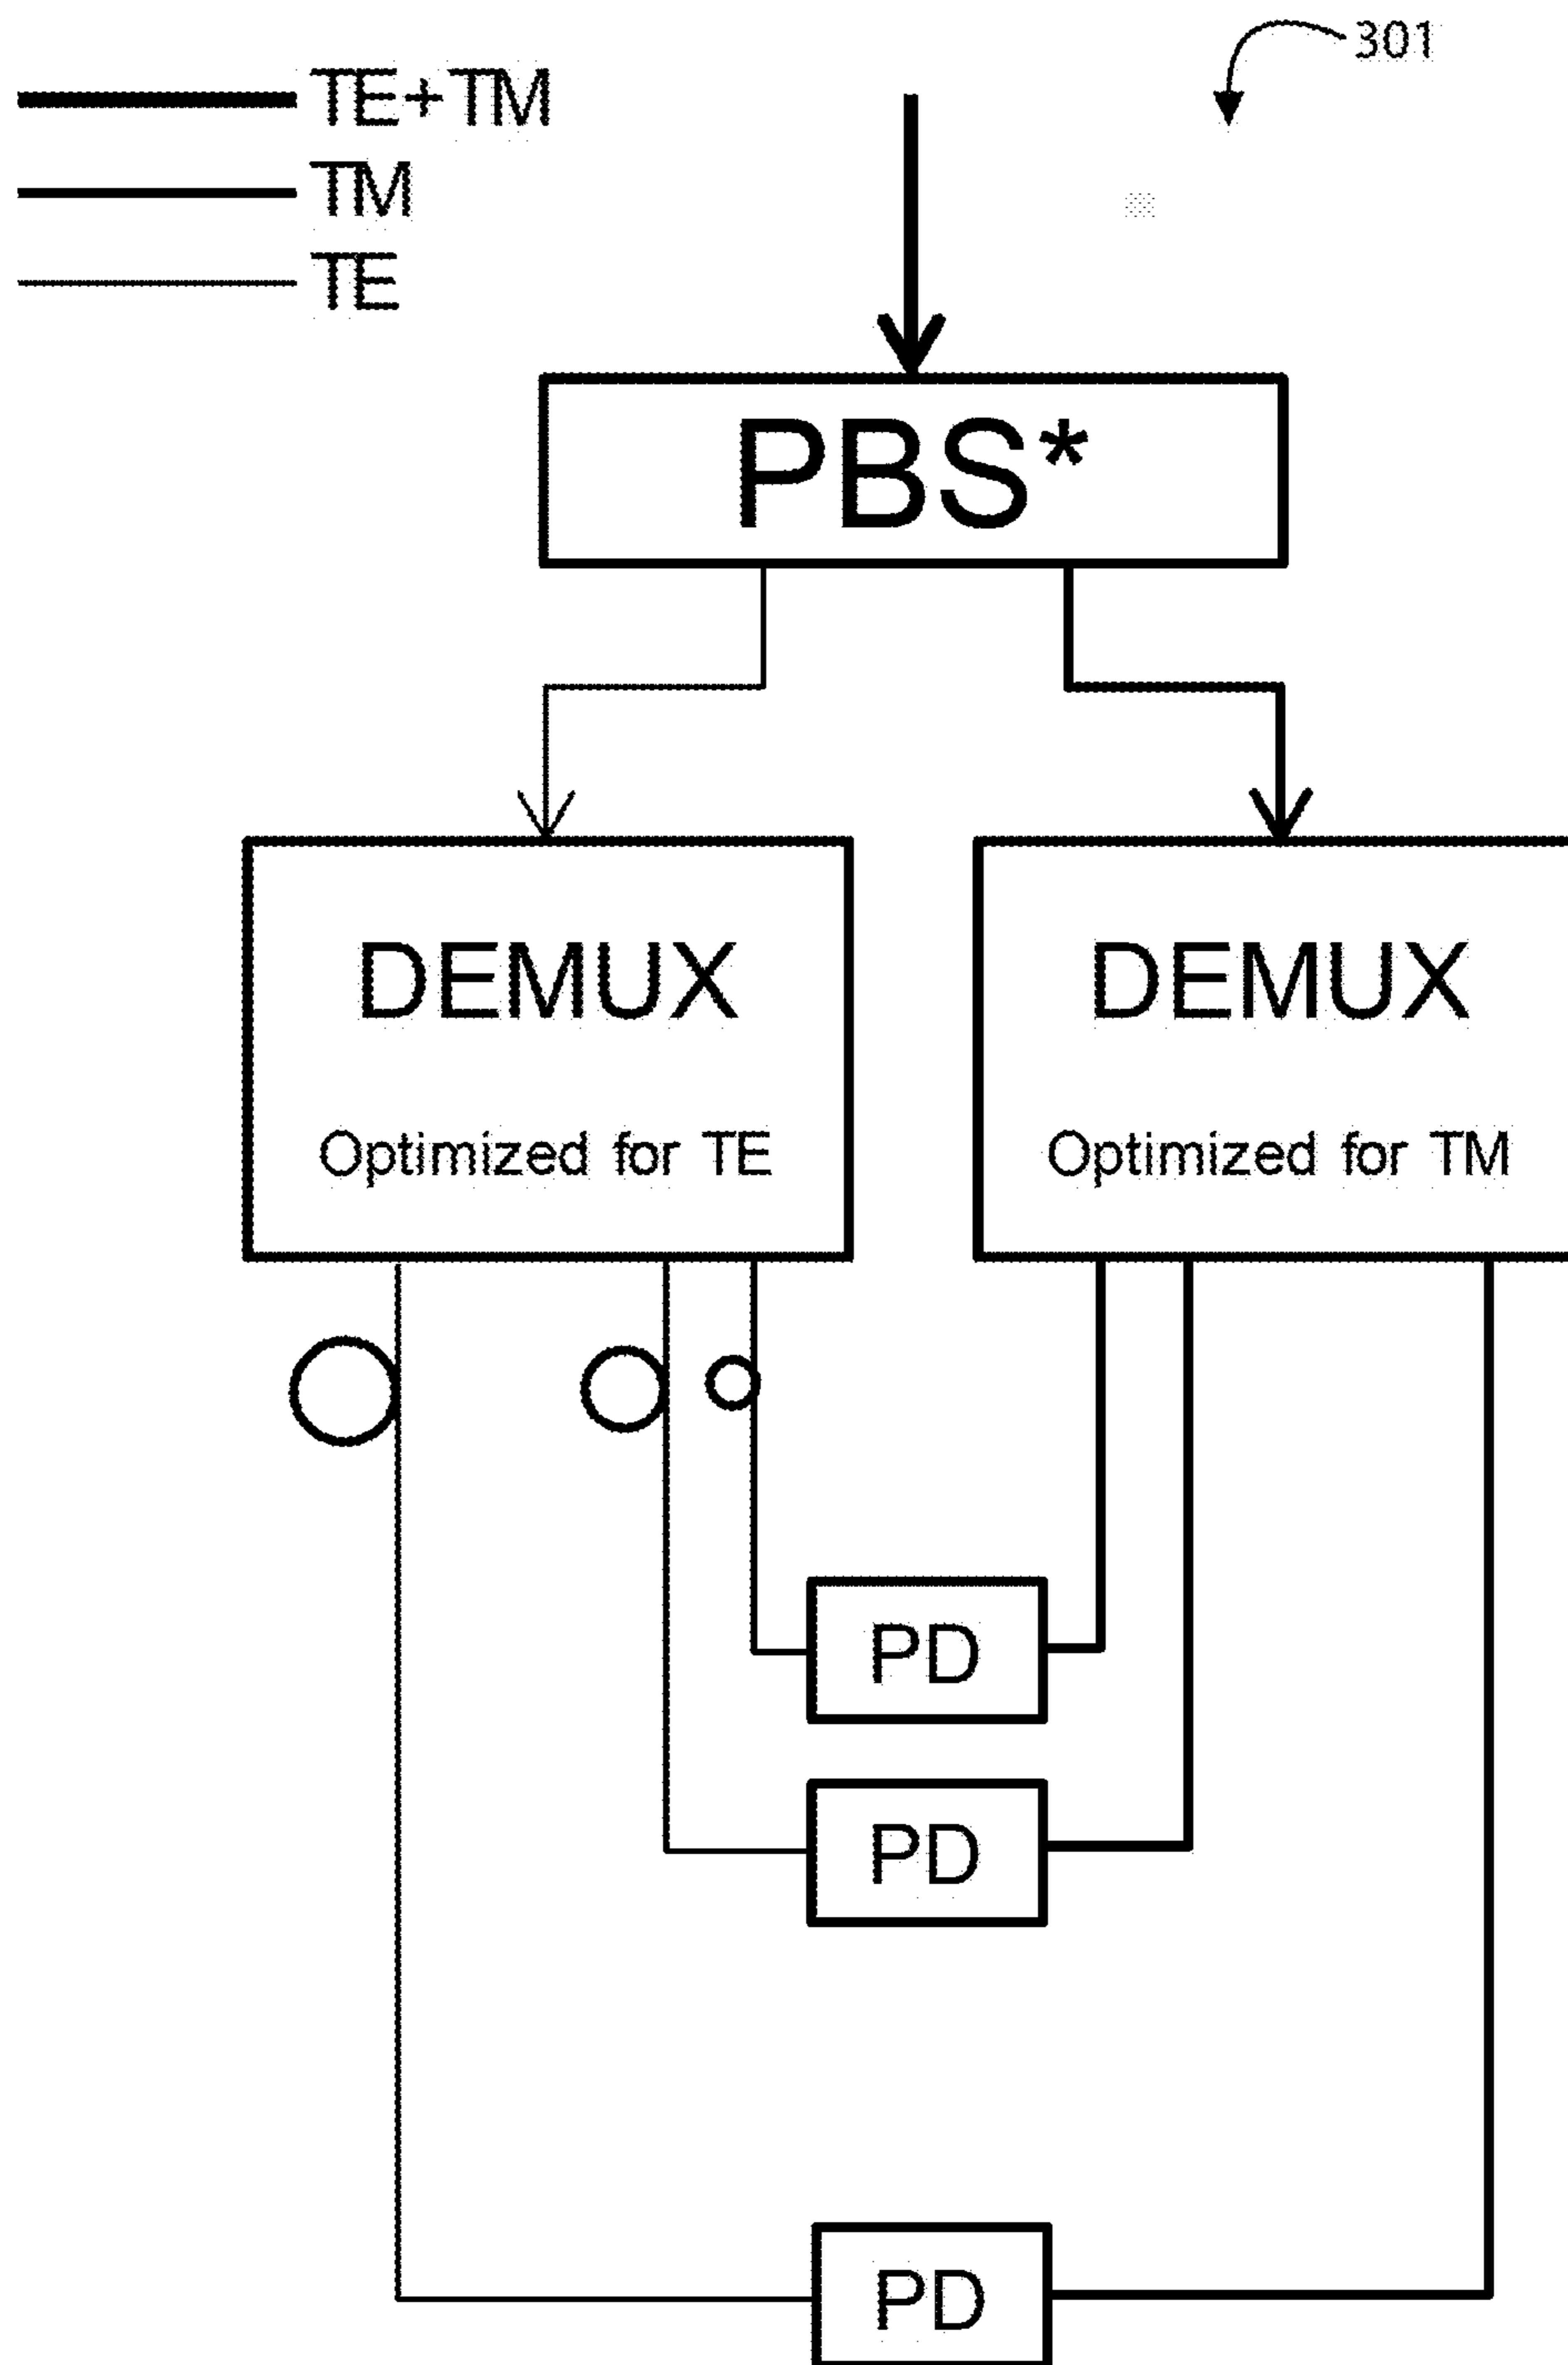 301
TE+TM
TM
TE
PBS*
DEMUX
Optimized for TE
DEMUX
Optimized for TM
PD
PD
PD